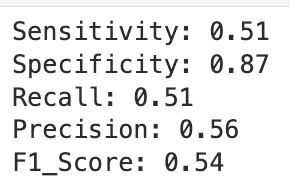 Sensitivity: 0.51
Specificity: 0.87
Recall: 0.51
Precision: 0.56
F1_Score: 0.54